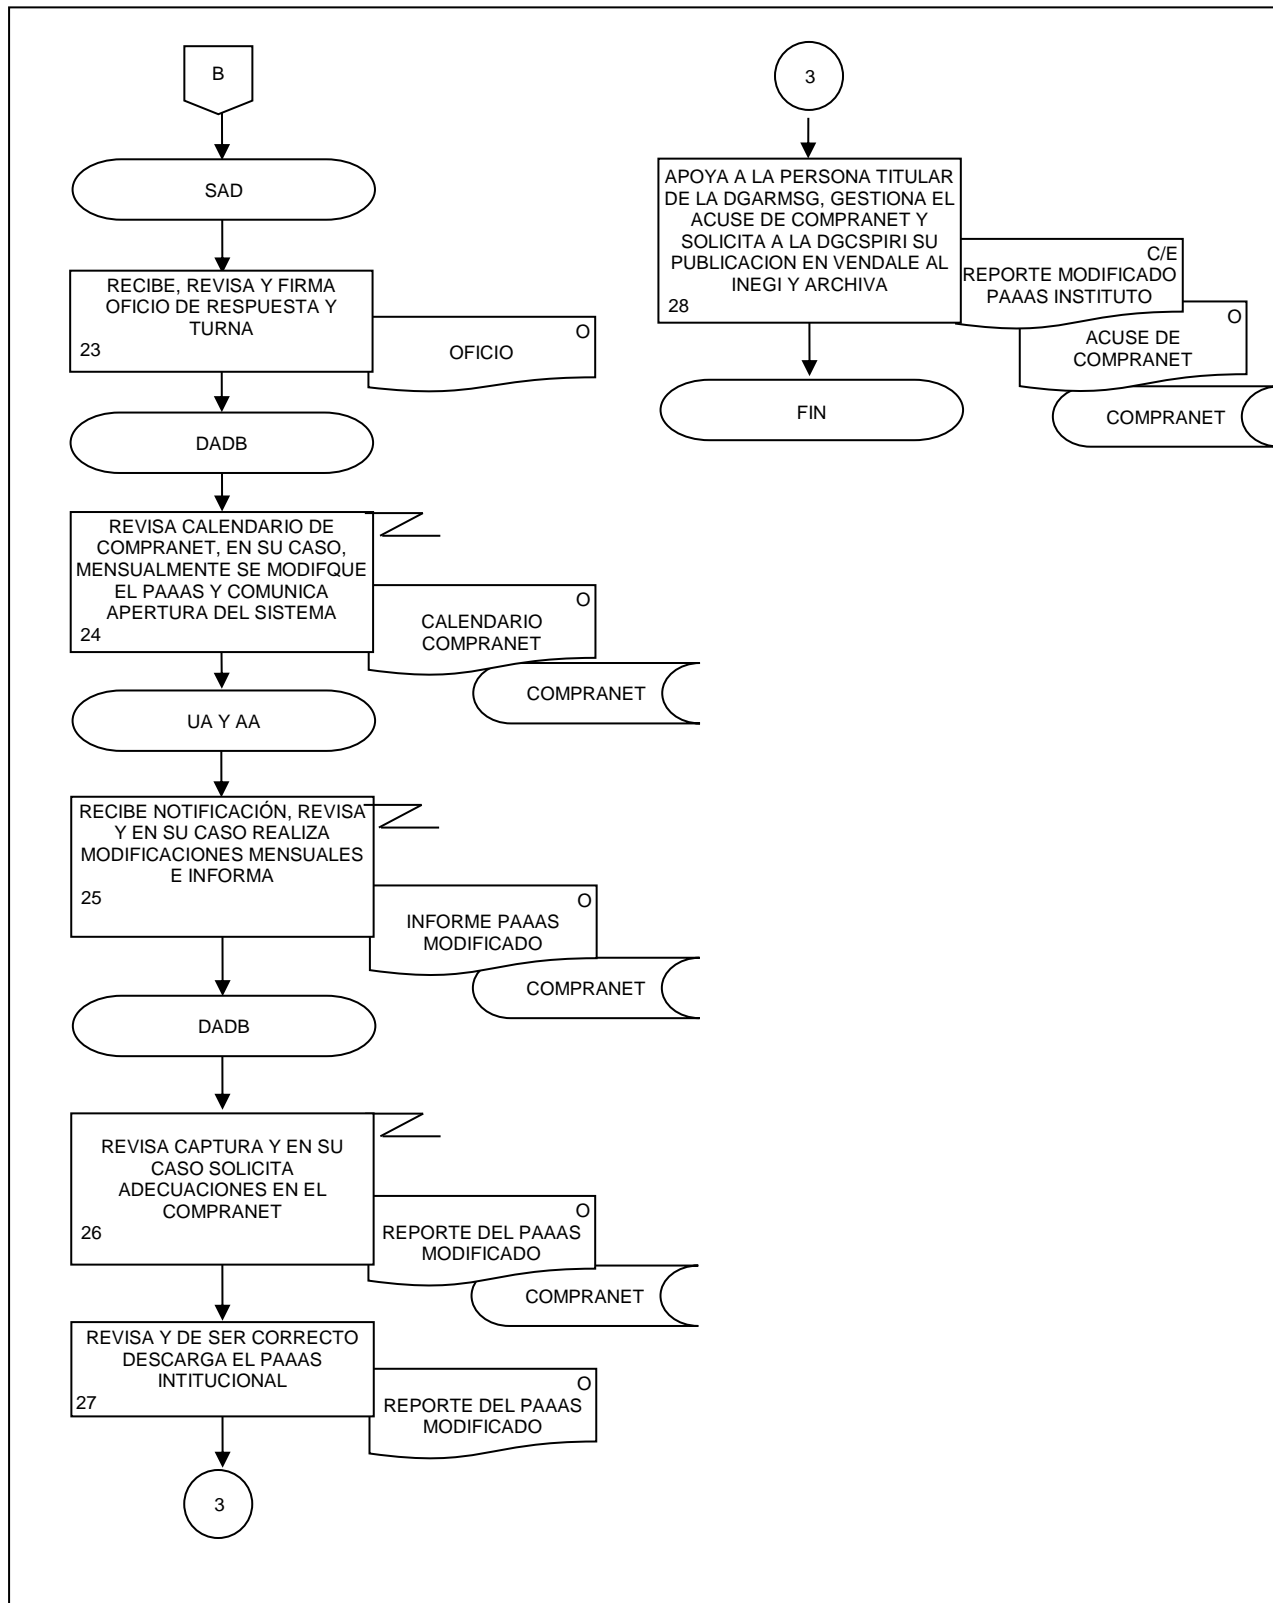 B
SAD
RECIBE, REVISA Y FIRMA
OFICIO DE RESPUESTA Y
TURNA
23
O
OFICIO
DADB
REVISA CALENDARIO DE
COMPRANET, EN SU CASO,
MENSUALMENTE SE MODIFQUE
EL PAAAS Y COMUNICA
APERTURA DEL SISTEMA
24
O
CALENDARIO
COMPRANET
COMPRANET
UA Y AA
RECIBE NOTIFICACIÓN, REVISA
Y EN SU CASO REALIZA
MODIFICACIONES MENSUALES
E INFORMA
25
O
INFORME PAAAS
MODIFICADO
COMPRANET
DADB
REVISA CAPTURA Y EN SU
CASO SOLICITA
ADECUACIONES EN EL
COMPRANET
26
O
REPORTE DEL PAAAS
MODIFICADO
COMPRANET
REVISA Y DE SER CORRECTO
DESCARGA EL PAAAS
INTITUCIONAL
27
O
REPORTE DEL PAAAS
MODIFICADO
3
3
APOYA A LA PERSONA TITULAR
DE LA DGARMSG, GESTIONA EL
ACUSE DE COMPRANET Y
SOLICITA A LA DGCSPIRI SU
PUBLICACION EN VENDALE AL
INEGI Y ARCHIVA
28
C/E
REPORTE MODIFICADO
PAAAS INSTITUTO
O
ACUSE DE
COMPRANET
COMPRANET
FIN